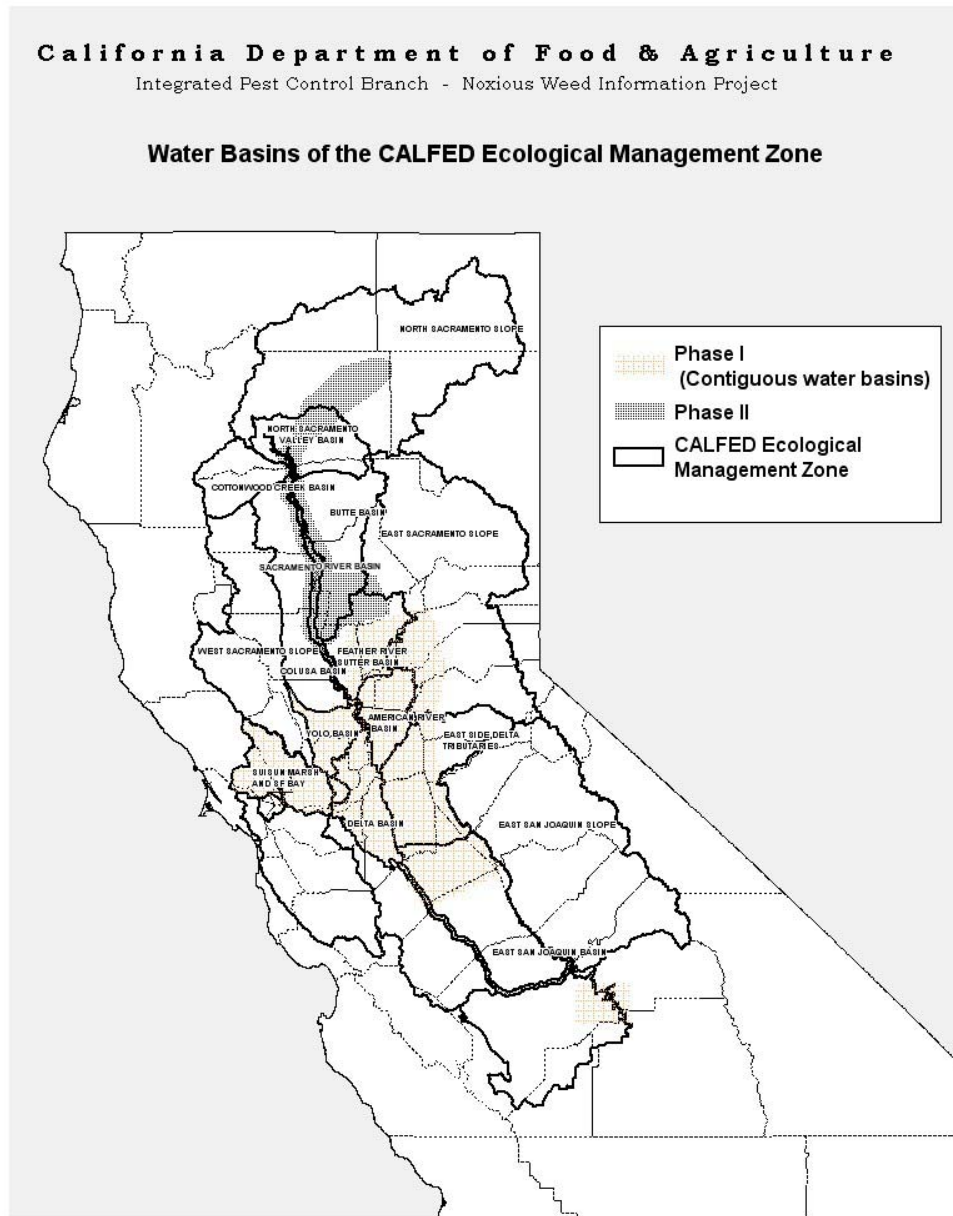 California Department of Food & Agriculture
Integrated Pest Control Branch - Noxious Weed Information Project
Water Basins of the CALFED Ecological Management Zone
NORTH SACRAMENTO SLOPE
Phase I
(Contiguous water basins)
Phase II
CALFED Ecological
Management Zone
NORTH SACRAMENTO
VALLEY BASIN
COTTONWOOD CREEK BASIN
BUTTE BASIN
EAST SACRAMENTO SLOPE
SACRAMENTO RIVER BASIN
WEST SACRAMENTO SLOPE
FEATHER RIVER
SUTTER BASIN
COLUSA BASIN
AMERICAN RIVER
BASIN
YOLO BASIN
EAST SIDE DELTA
TRIBUTARIES
SUISUN MARSH
AND SF BAY
DELTA BASIN
EAST SAN JOAQUIN SLOPE
EAST SAN JOAQUIN BASIN